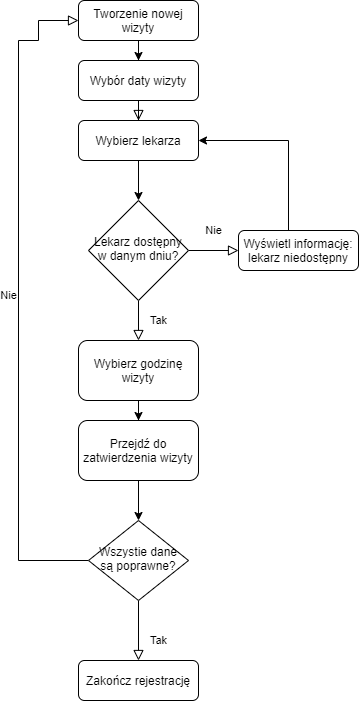 Tworzenie nowej
wizyty
Wybór daty wizyty
Wybierz lekarza
Lekarz dostępny
w danym dniu?
Nie
Wyświetl informację:
lekarz niedostępny
Nie
Tak
Wybierz godzinę
wizyty
Przejdź do
zatwierdzenia wizyty
Wszystie dane
są poprawne?
Tak
Zakończ rejestrację